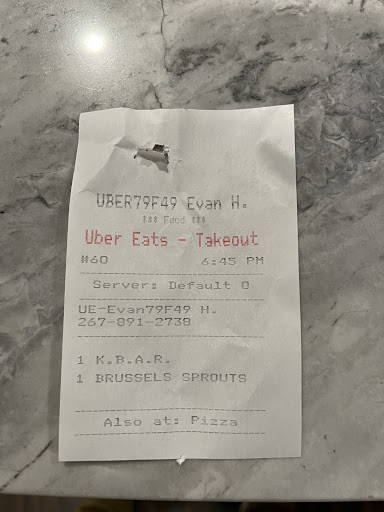 UBER79F49 Evan H.
*** Food ***
Uber Eats - Takeout
#60 6:45 PM
Server: Default O
UE-Evan79F49 H.
267-891-2738
1 K.B.A.R.
1 BRUSSELS SPROUTS
Also at: Pizza